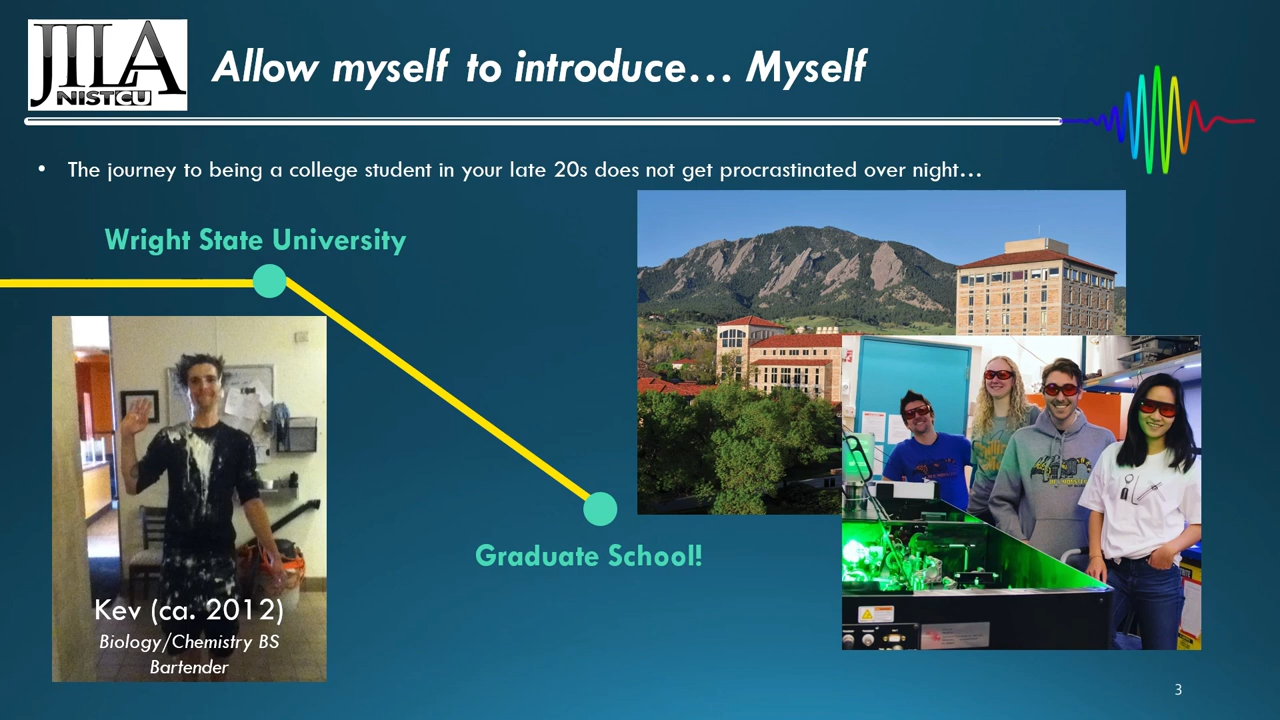 JILA
NIST CU
Allow myself to introduce… Myself
• The journey to being a college student in your late 20s does not get procrastinated over night…
Wright State University
Graduate School!
Kev (ca. 2012)
Biology/Chemistry BS
Bartender
3